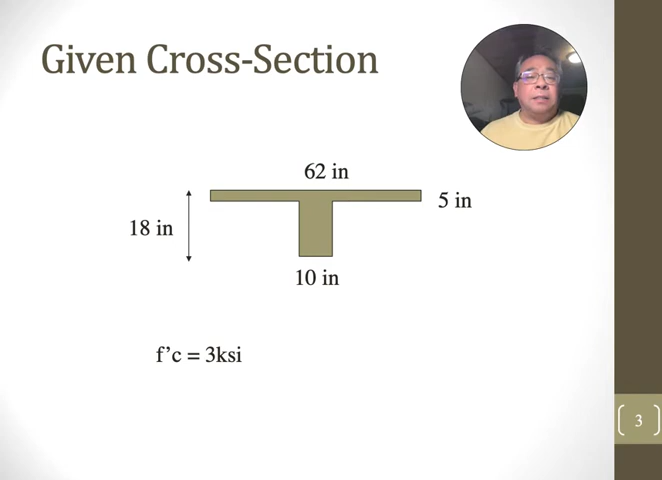 Given Cross-Section
62 in
5 in
18 in
10 in
f’c = 3ksi
3